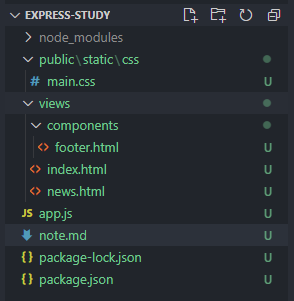 EXPRESS-STUDY
node_modules
public\static\css
# main.css U
views
components
<> footer.html U
<> index.html U
<> news.html U
JS app.js U
note.md U
{} package-lock.json U
{} package.json U